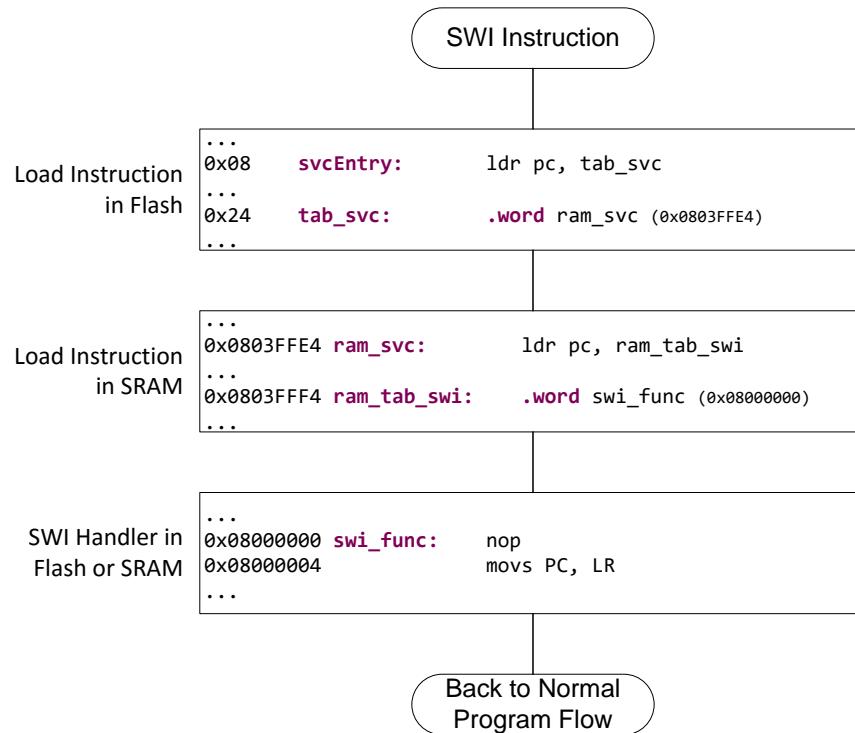 SWI Instruction
Load Instruction
in Flash
...
0x08 svcEntry: ldr pc, tab_svc
...
0x24 tab_svc: .word ram_svc (0x0803FFE4)
...
Load Instruction
in SRAM
...
0x0803FFE4 ram_svc: ldr pc, ram_tab_swi
...
0x0803FFF4 ram_tab_swi: .word swi_func (0x08000000)
...
SWI Handler in
Flash or SRAM
...
0x08000000 swi_func: nop
0x08000004 movs PC, LR
...
Back to Normal
Program Flow